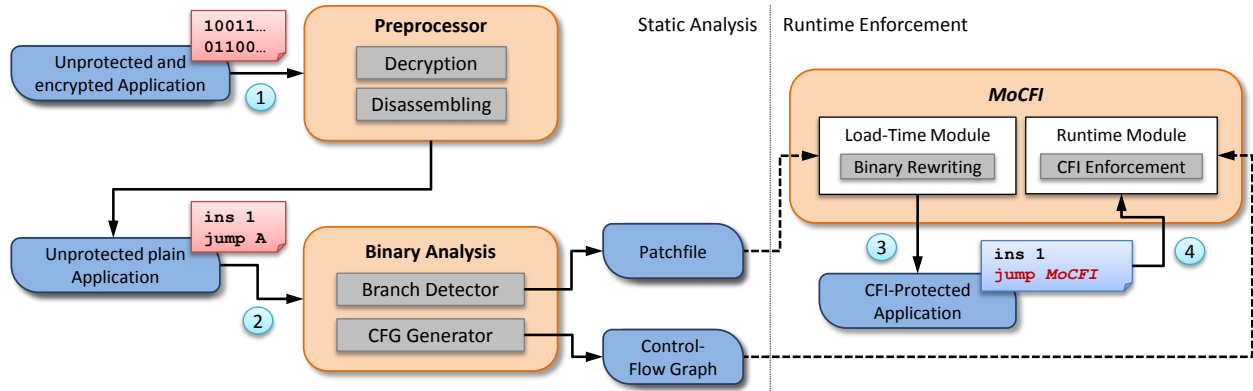 10011…
01100…
Unprotected and
encrypted Application
1
Preprocessor
Decryption
Disassembling
Static Analysis
Runtime Enforcement
MoCFI
Load-Time Module
Binary Rewriting
Runtime Module
CFI Enforcement
ins 1
jump A
Unprotected plain
Application
2
Binary Analysis
Branch Detector
CFG Generator
Patchfile
Control-
Flow Graph
3
ins 1
jump MoCFI
4
CFI-Protected
Application